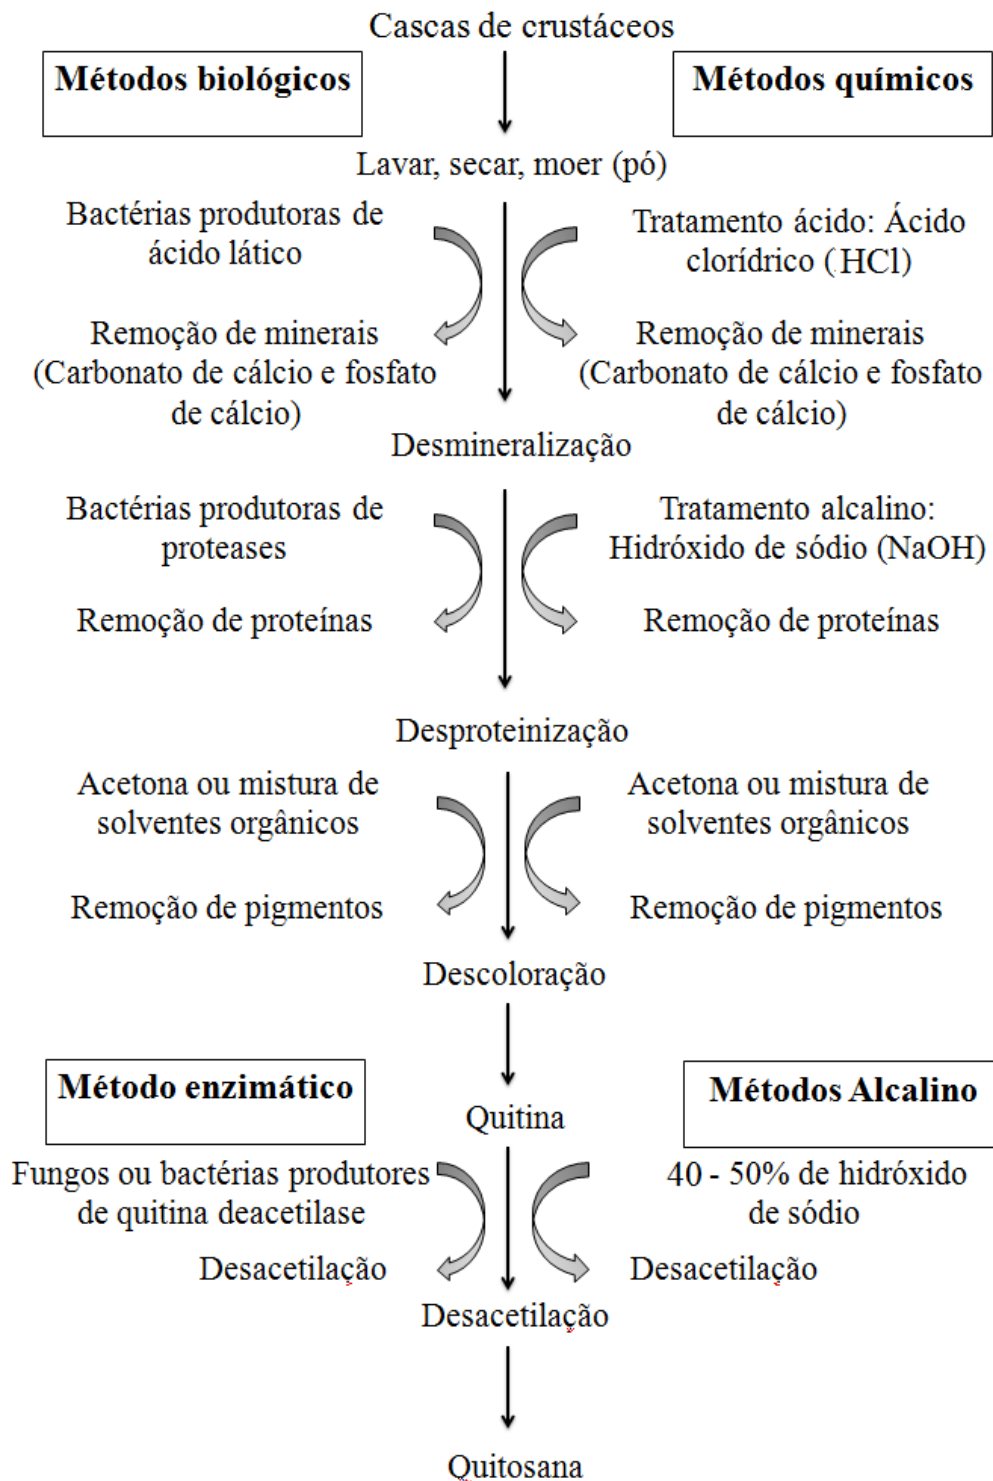 Cascas de crustáceos
Métodos biológicos
Métodos químicos
Lavar, secar, moer (pó)
Bactérias produtoras de
ácido lático
Tratamento ácido: Ácido
clorídrico (HCl)
Remoção de minerais
(Carbonato de cálcio e fosfato
de cálcio)
Remoção de minerais
(Carbonato de cálcio e fosfato
de cálcio)
Desmineralização
Bactérias produtoras de
proteases
Tratamento alcalino:
Hidróxido de sódio (NaOH)
Remoção de proteínas
Remoção de proteínas
Desproteinização
Acetona ou mistura de
solventes orgânicos
Acetona ou mistura de
solventes orgânicos
Remoção de pigmentos
Remoção de pigmentos
Descoloração
Método enzimático
Métodos Alcalino
Quitina
Fungos ou bactérias produtores
de quitina deacetilase
40 - 50% de hidróxido
de sódio
Desacetilação
Desacetilação
Desacetilação
Quitosana